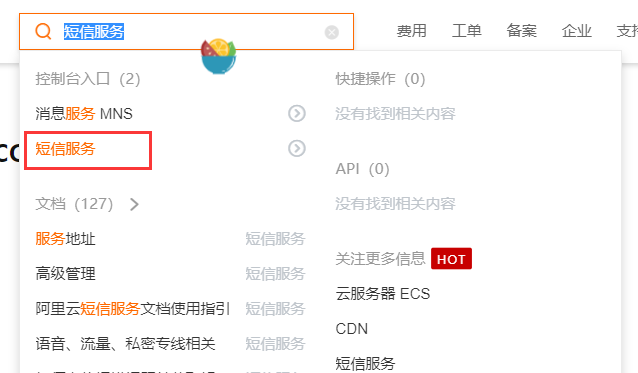 短信服务 费用 工单 备案 企业
控制台入口（2）
消息服务 MNS
短信服务
文档（127）
服务地址 短信服务
高级管理 短信服务
阿里云短信服务文档使用指引 短信服务
语音、流量、私密专线相关 短信服务
快捷操作（0）
没有找到相关内容
API（0）
没有找到相关内容
关注更多信息 HOT
云服务器 ECS
CDN
短信服务